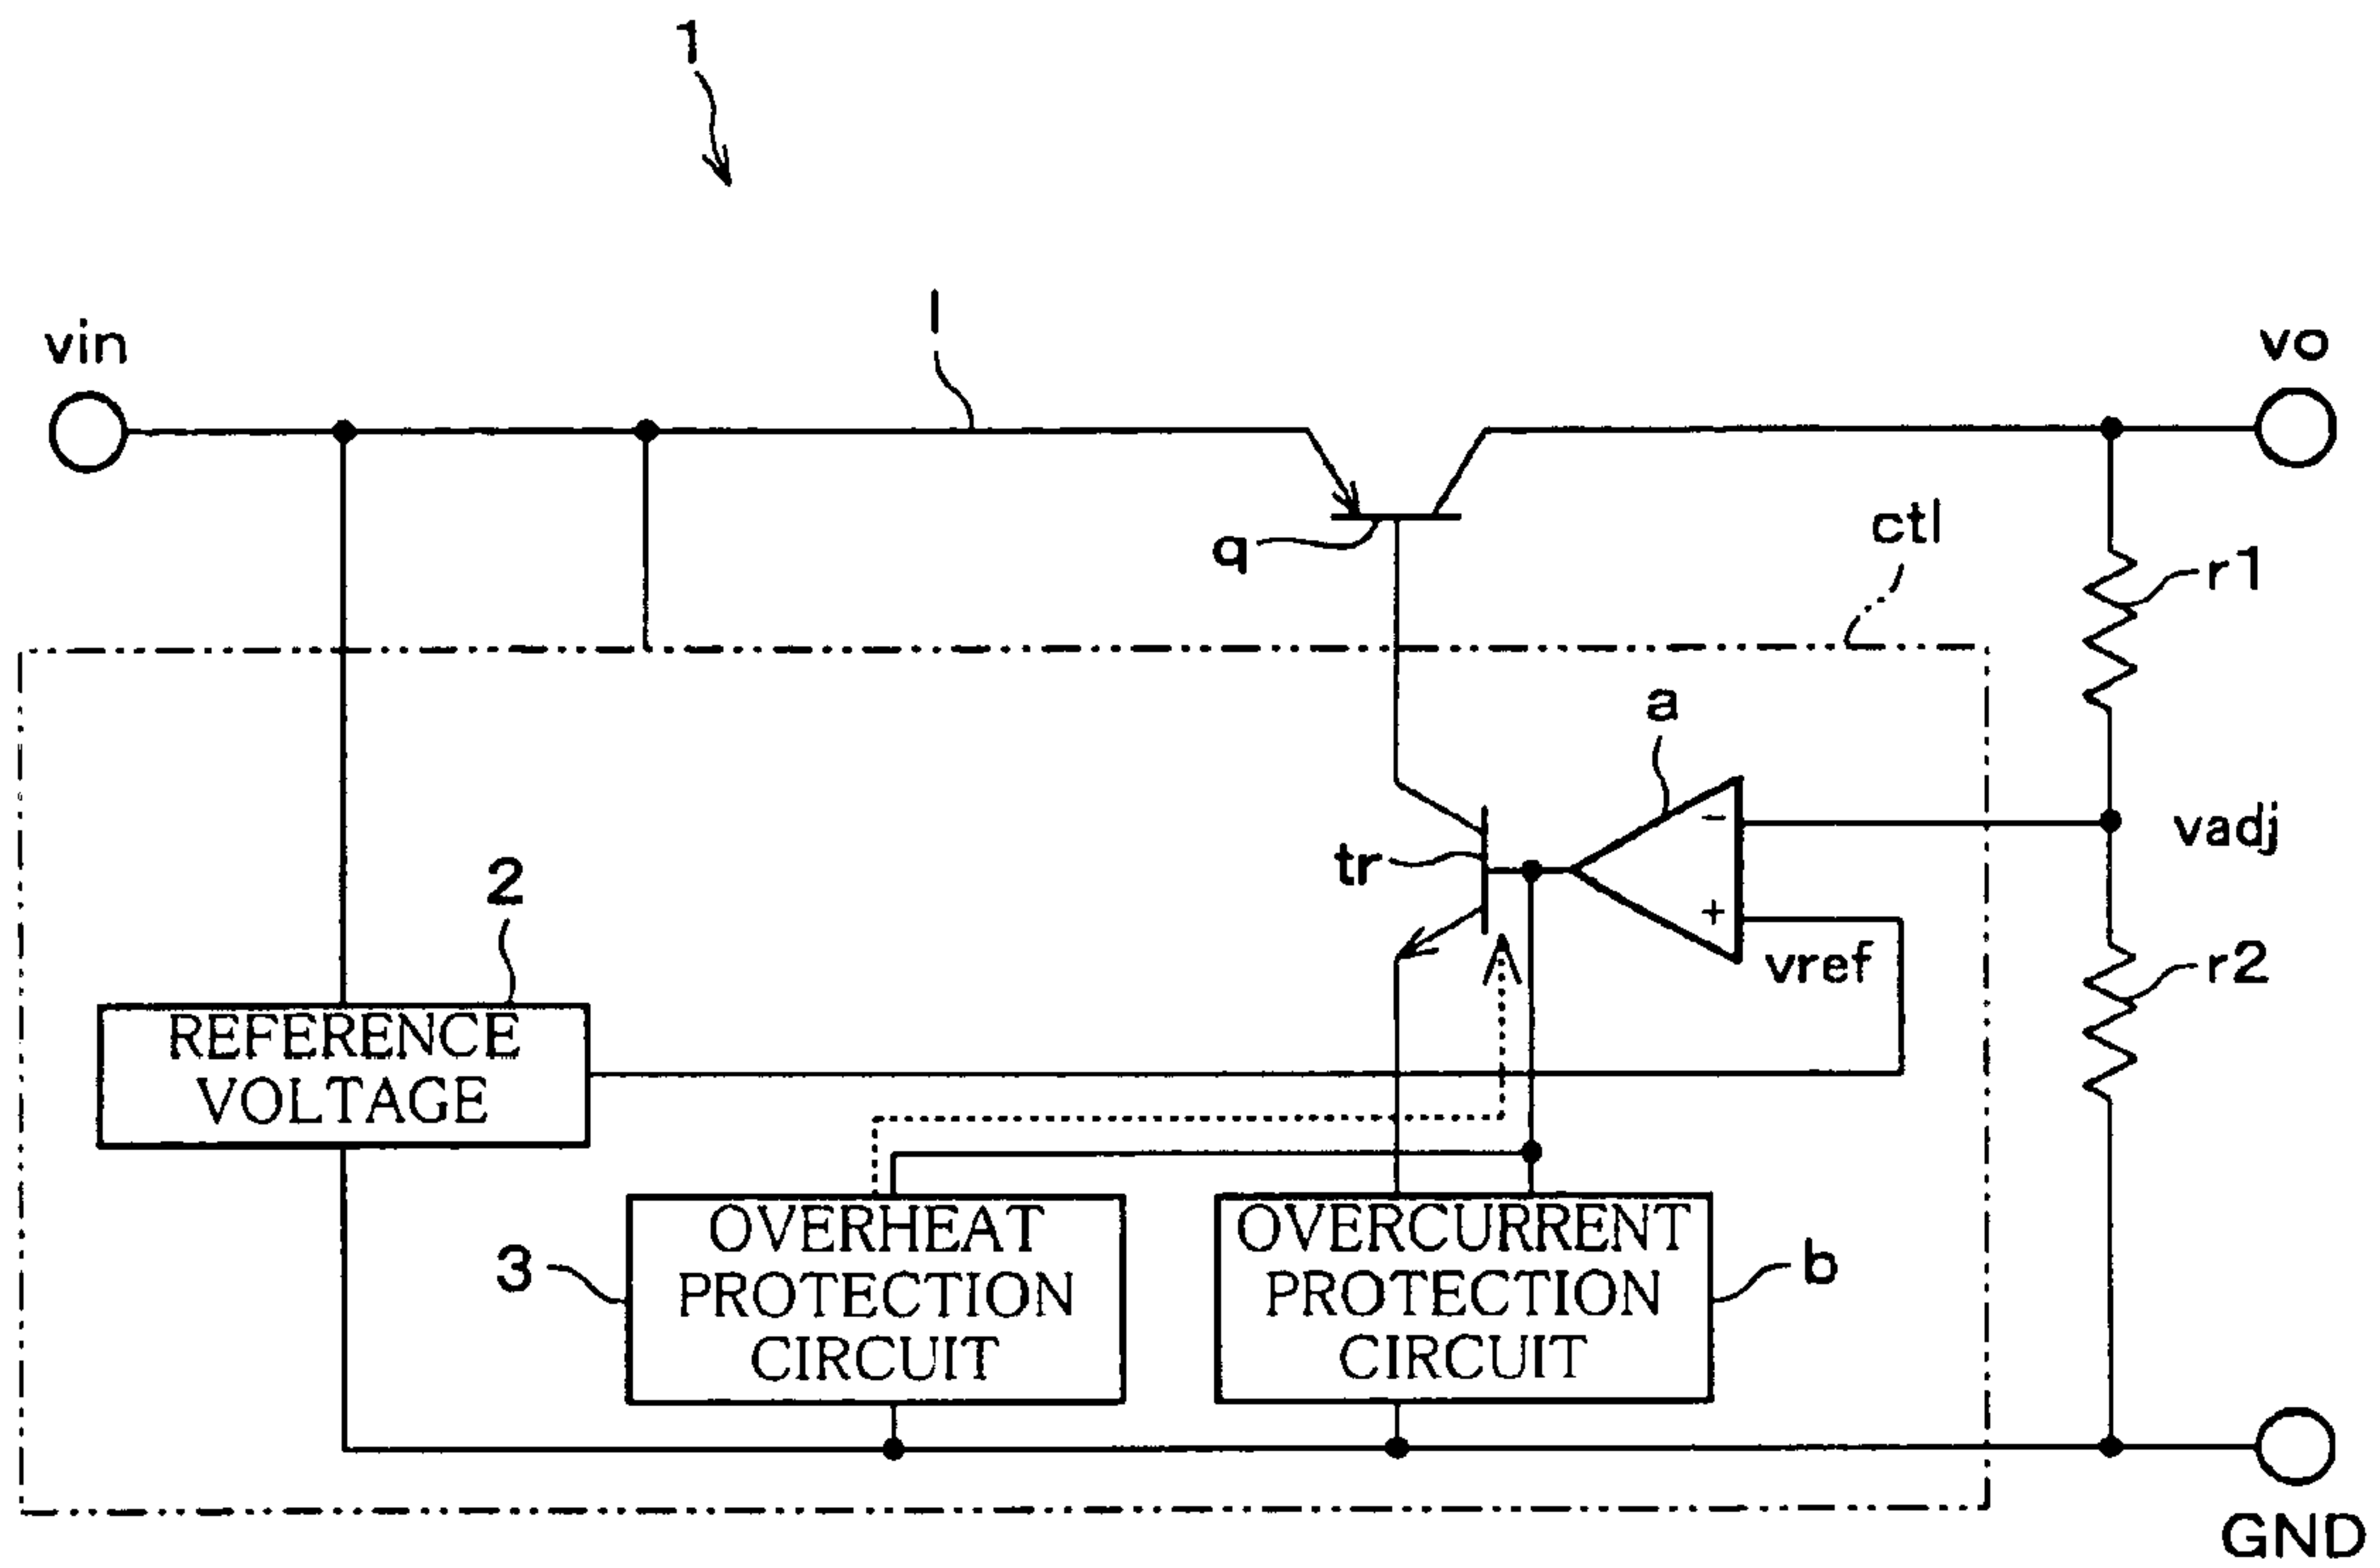 1
l
vin
vo
q
ctl
r1
a
-
vadj
tr
+
vref
2
r2
REFERENCE
VOLTAGE
3
OVERHEAT
PROTECTION
CIRCUIT
OVERCURRENT
PROTECTION
CIRCUIT
b
GND